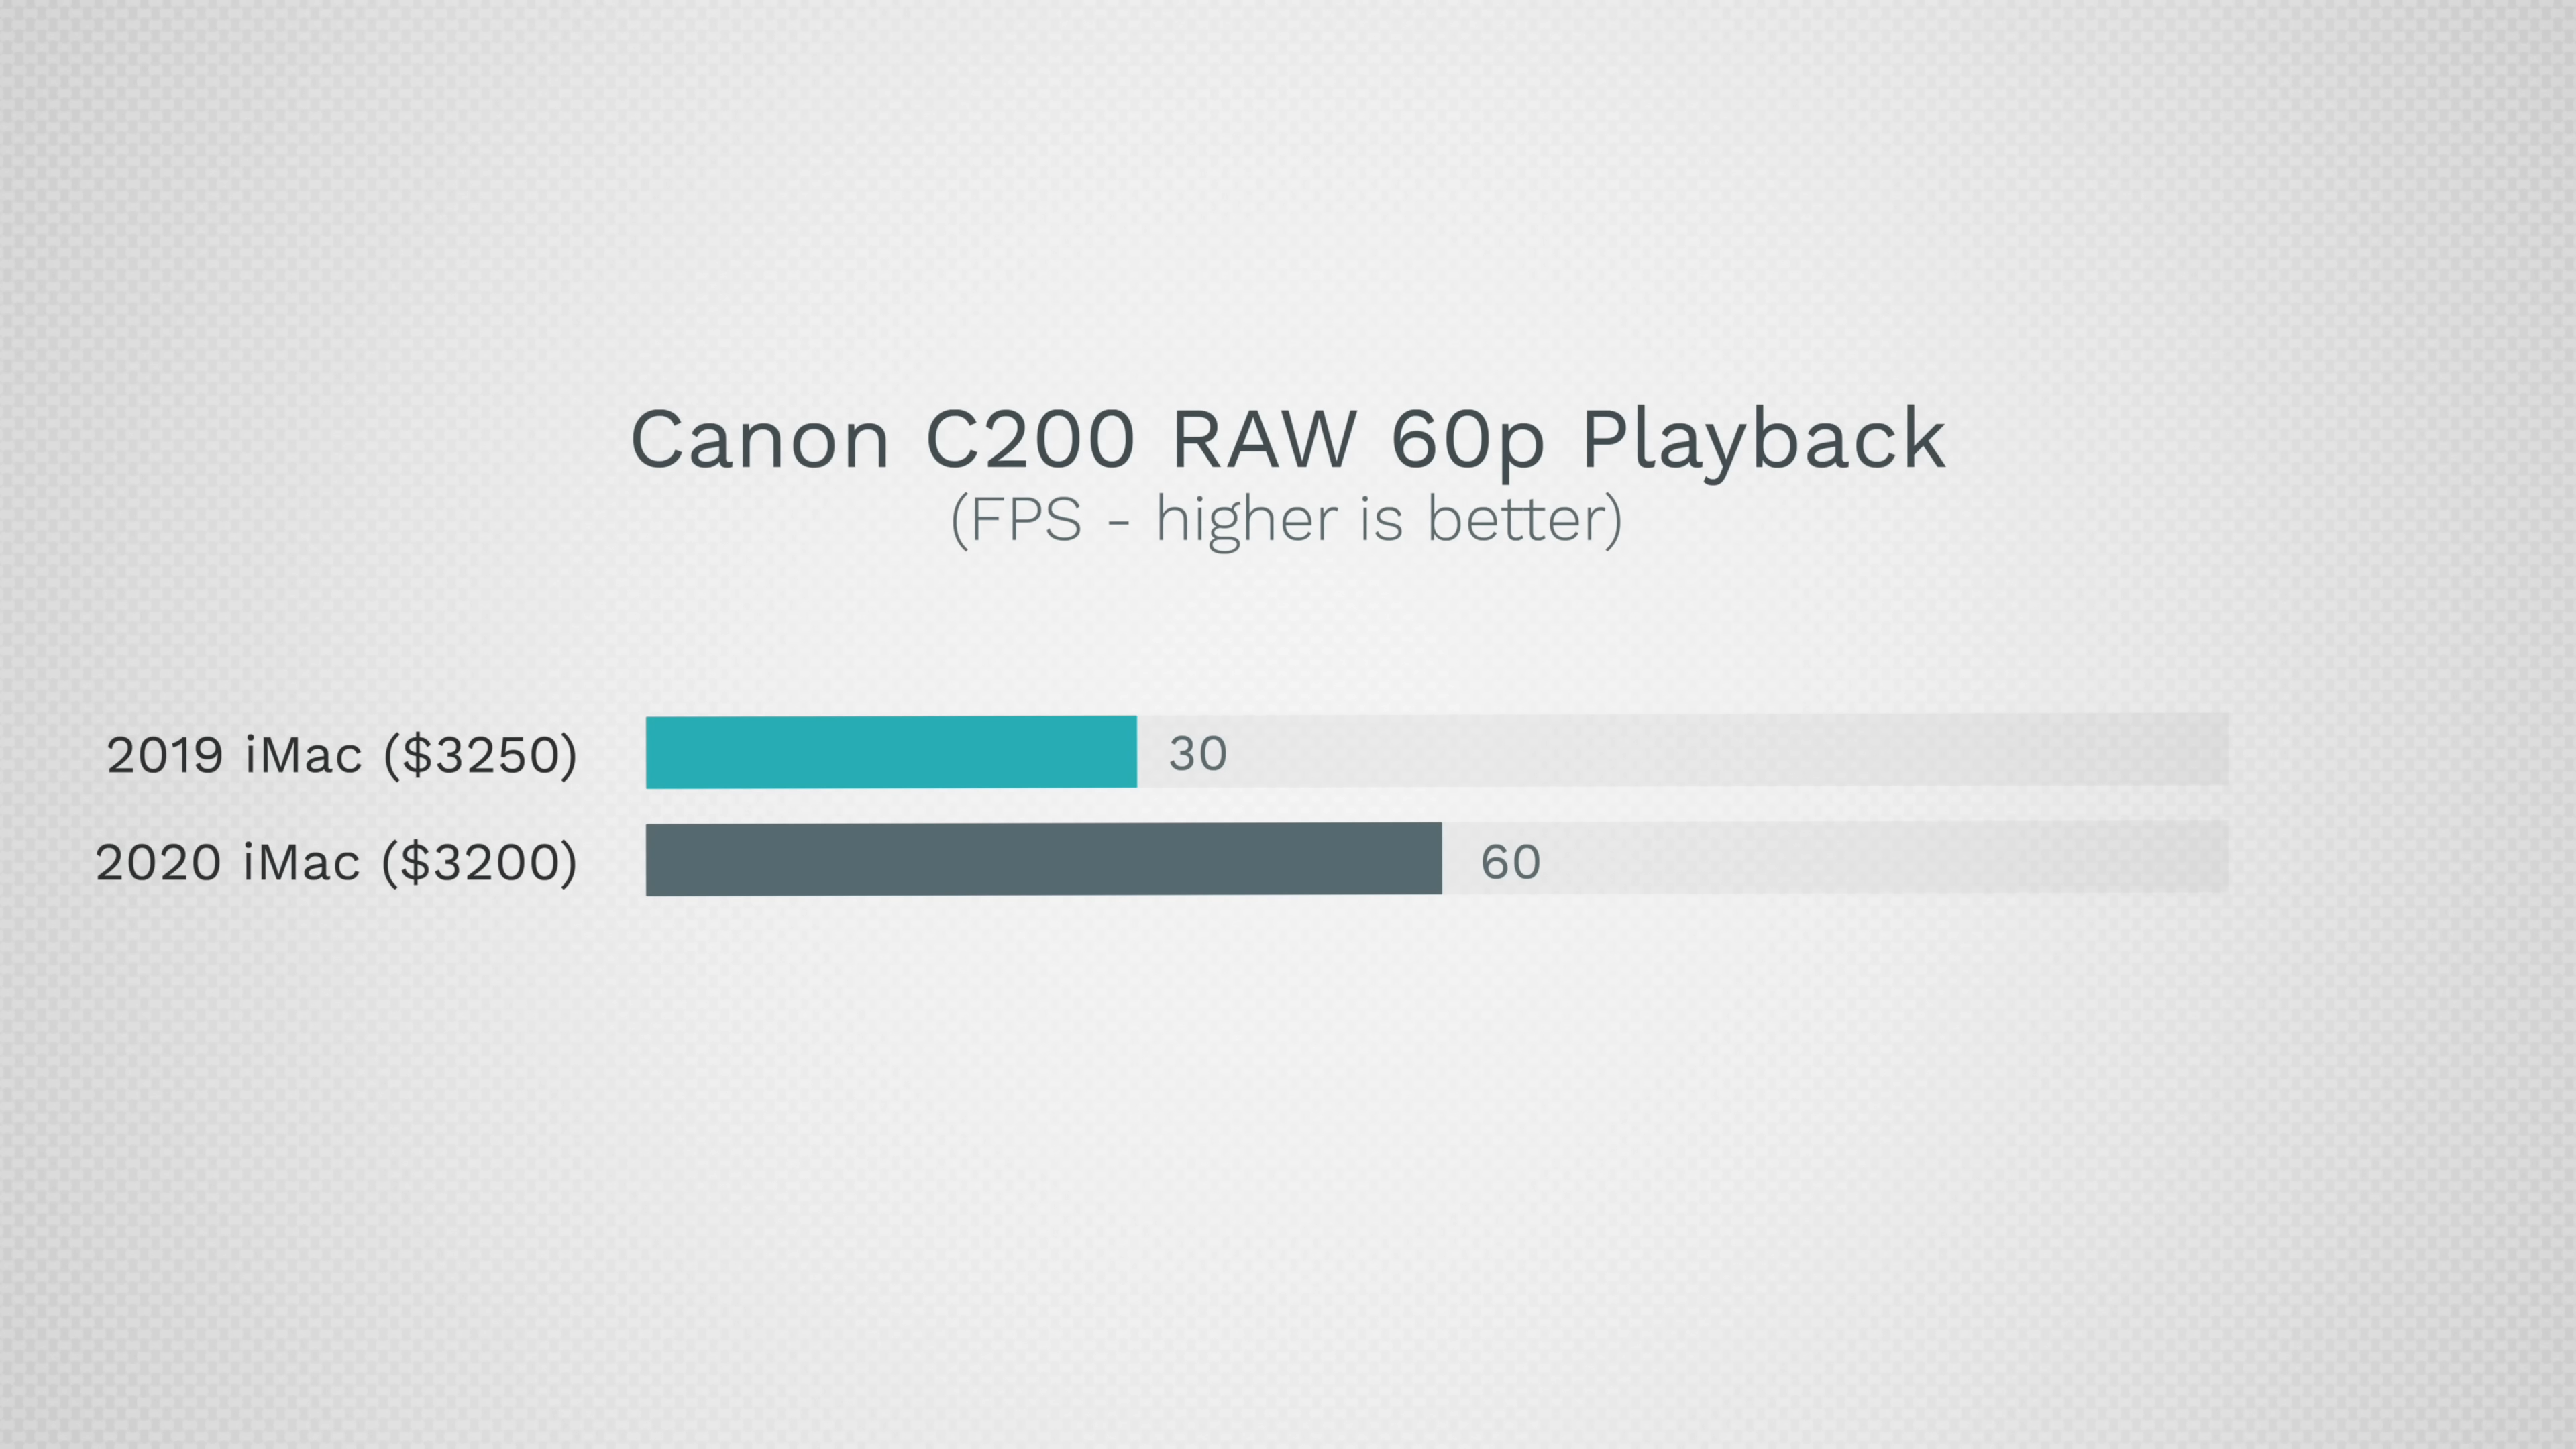 Canon C200 RAW 60p Playback
(FPS - higher is better)
2019 iMac ($3250) 30
2020 iMac ($3200) 60